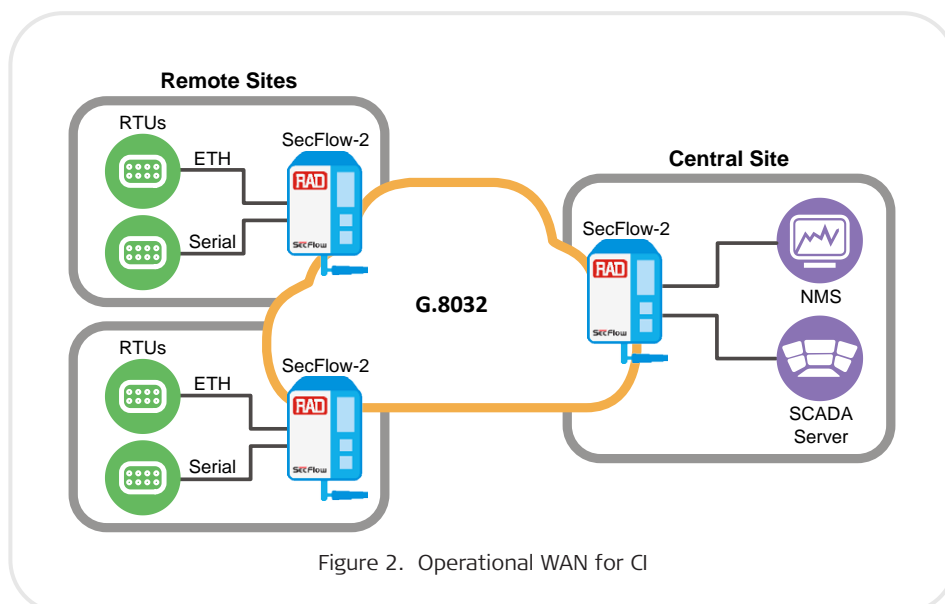 Remote Sites
RTUs
SecFlow-2
ETH
RAD
Serial
SecFlow
RTUs
SecFlow-2
ETH
RAD
Serial
SecFlow
G.8032
Central Site
SecFlow-2
RAD
SecFlow
NMS
SCADA
Server
Figure 2. Operational WAN for CI